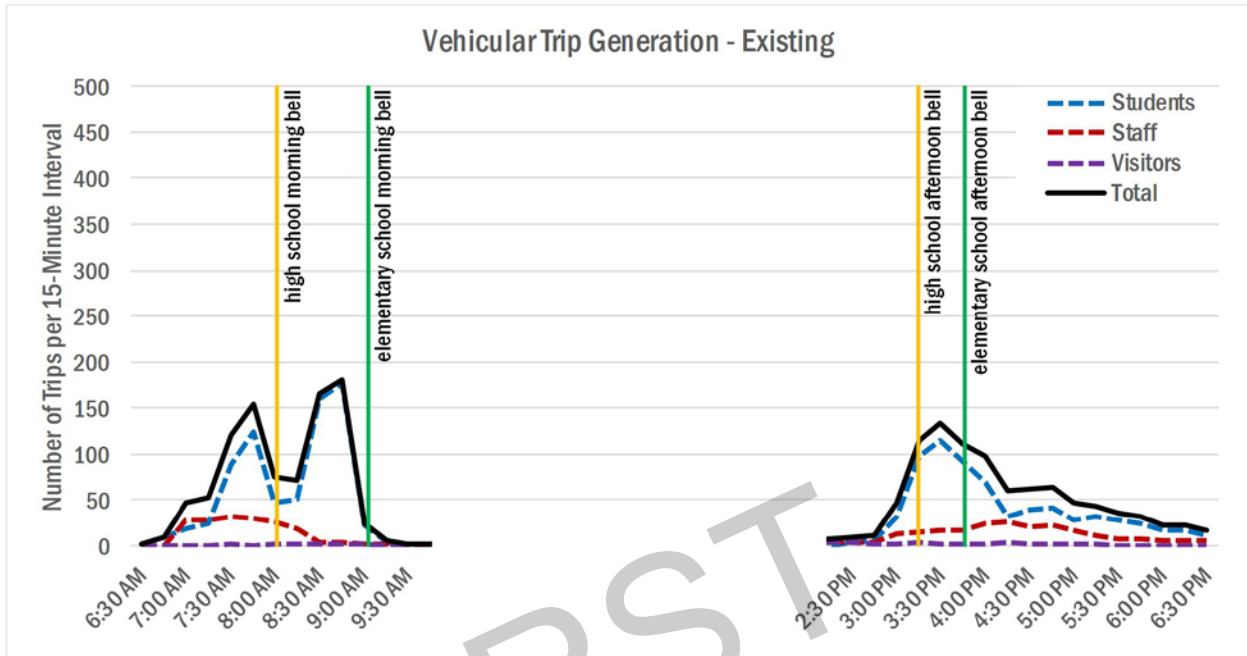 Vehicular Trip Generation - Existing
Number of Trips per 15-Minute Interval
500
450
400
350
300
250
200
150
100
50
0
high school morning bell
elementary school morning bell
high school afternoon bell
elementary school afternoon bell
Students
Staff
Visitors
Total
6:30 AM
7:00 AM
7:30 AM
8:00 AM
8:30 AM
9:00 AM
9:30 AM
2:30 PM
3:00 PM
3:30 PM
4:00 PM
4:30 PM
5:00 PM
5:30 PM
6:00 PM
6:30 PM
RST